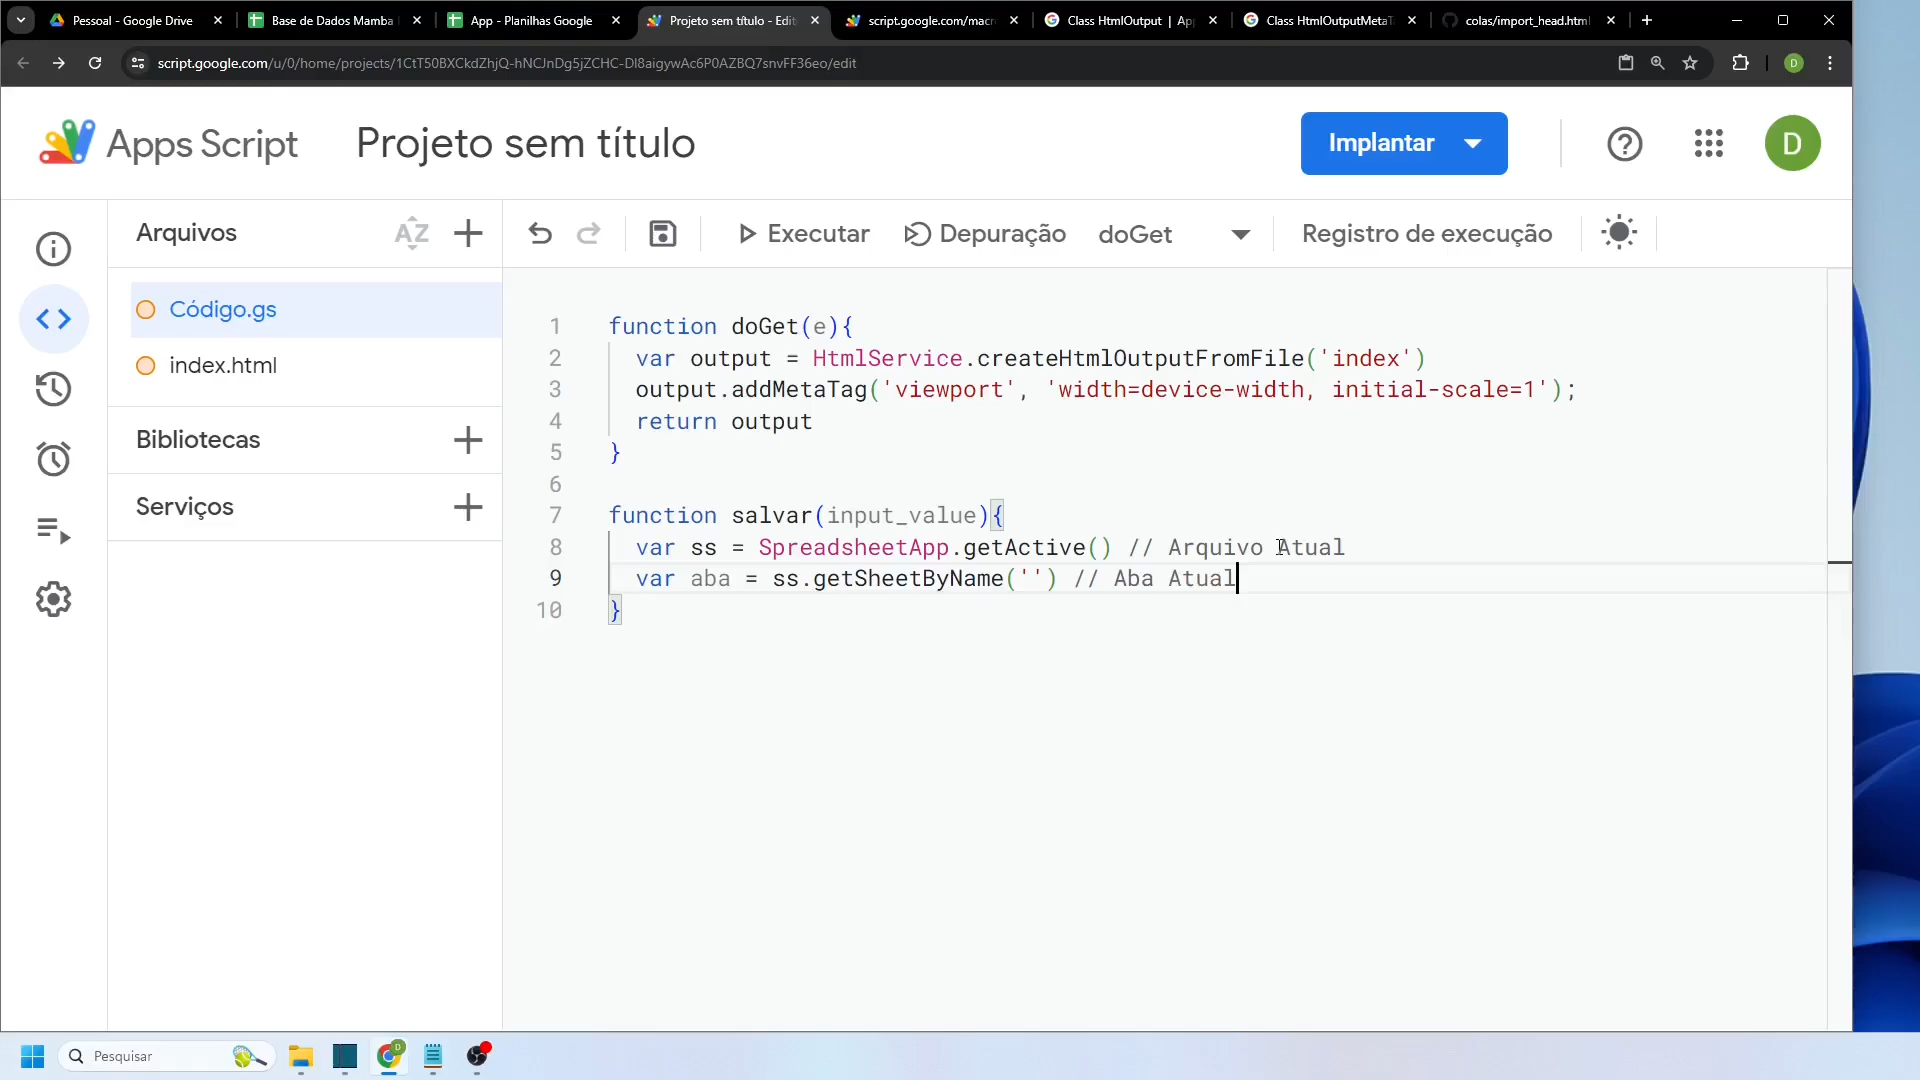 Pessoal - Google Drive
Base de Dados Mamba
App - Planilhas Google
Projeto sem título - Edit
script.google.com/macr
Class HtmlOutput | Ap
Class HtmlOutputMetaT
colas/import_head.html
script.google.com/u/0/home/projects/1CtT50BXCkdZhjQ-hNCJnDg5jZCHC-Dl8aigywAc6P0AZBQ7snvFF36eo/edit
D
Apps Script
Projeto sem título
Implantar
D
Arquivos
AZ
Executar
Depuração
doGet
Registro de execução
Código.gs
index.html
Bibliotecas
Serviços
1 function doGet(e){
2 var output = HtmlService.createHtmlOutputFromFile('index')
3 output.addMetaTag('viewport', 'width=device-width, initial-scale=1');
4 return output
5 }
6
7 function salvar(input_value){
8 var ss = SpreadsheetApp.getActive() // Arquivo Atual
9 var aba = ss.getSheetByName('') // Aba Atual
10 }
Pesquisar
D